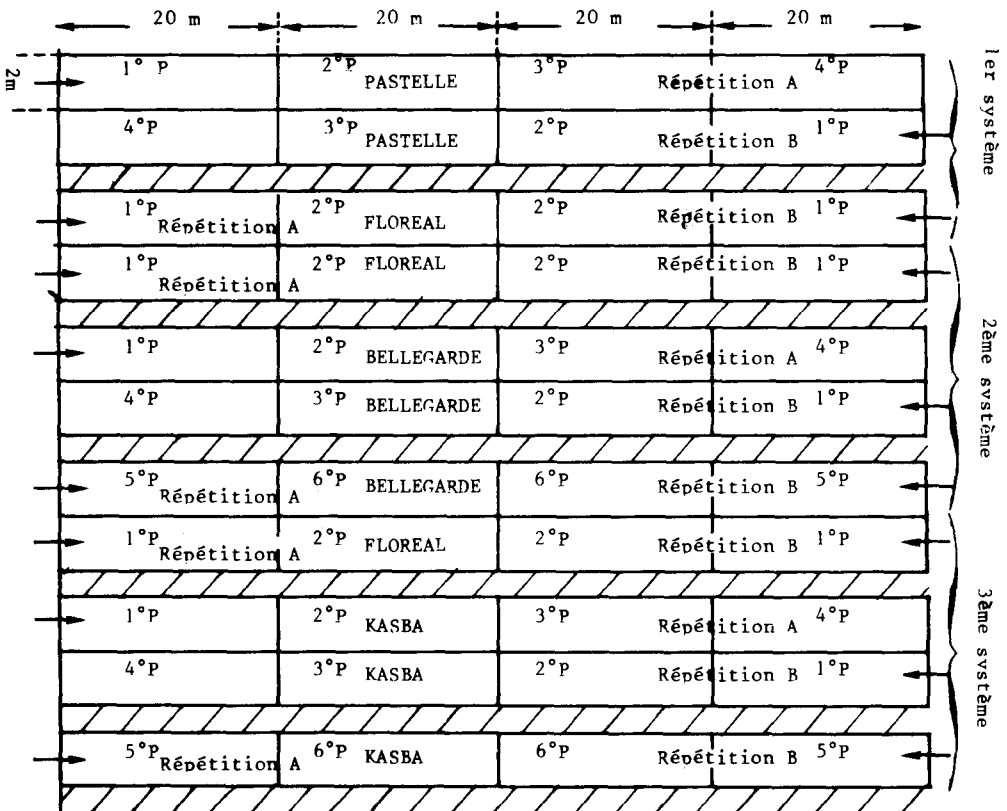 20 m 20 m 20 m 20 m
2m
1er système
1° P 2°P PASTELLE 3°P Répétition A 4°P
4°P 3°P PASTELLE 2°P Répétition B 1°P
1°P Répétition A 2°P FLOREAL 2°P Répétition B 1°P
1°P Répétition A 2°P FLOREAL 2°P Répétition B 1°P
2ème système
1°P 2°P BELLEGARDE 3°P Répétition A 4°P
4°P 3°P BELLEGARDE 2°P Répétition B 1°P
5°P Répétition A 6°P BELLEGARDE 6°P Répétition B 5°P
1°P Répétition A 2°P FLOREAL 2°P Répétition B 1°P
3ème système
1°P 2°P KASBA 3°P Répétition A 4°P
4°P 3°P KASBA 2°P Répétition B 1°P
5°P Répétition A 6°P KASBA 6°P Répétition B 5°P